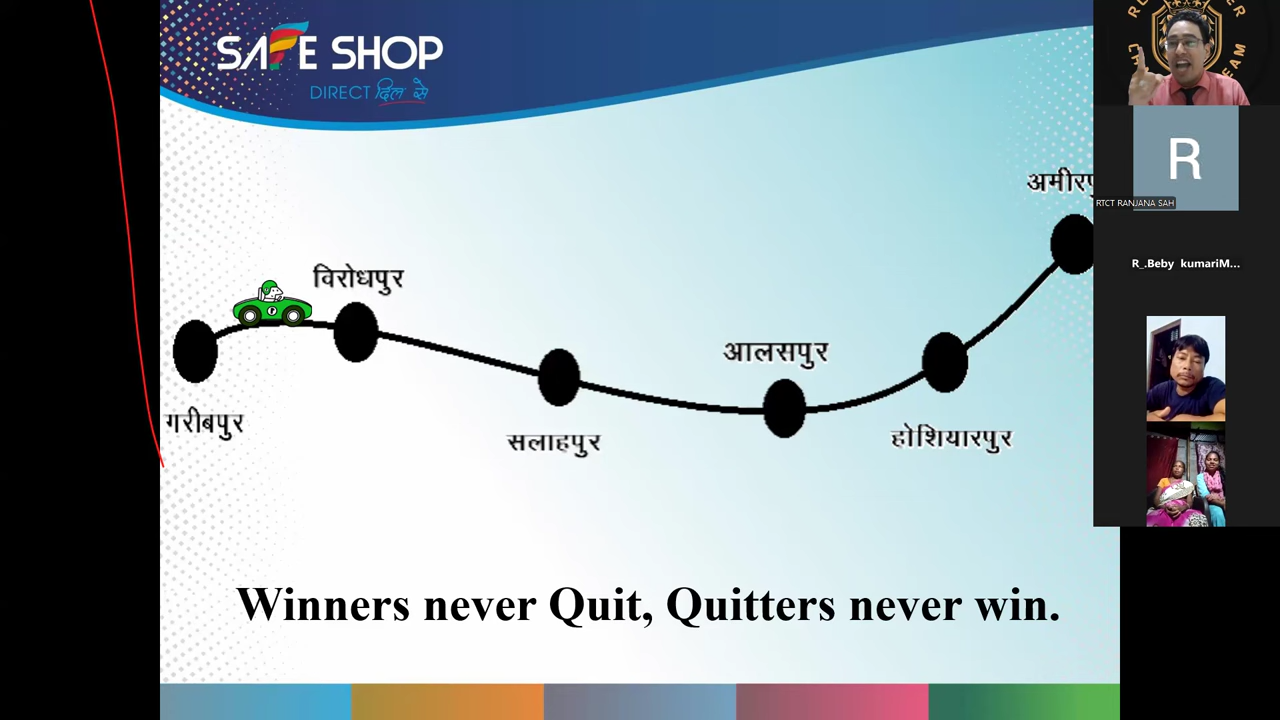 SAFE SHOP
DIRECT दिल से
अमीरपु
विरोधपुर
आलसपुर
गरीबपुर
सलाहपुर
होशियारपुर
Winners never Quit, Quitters never win.
R
RTCT RANJANA SAH
R_.Beby kumariM...